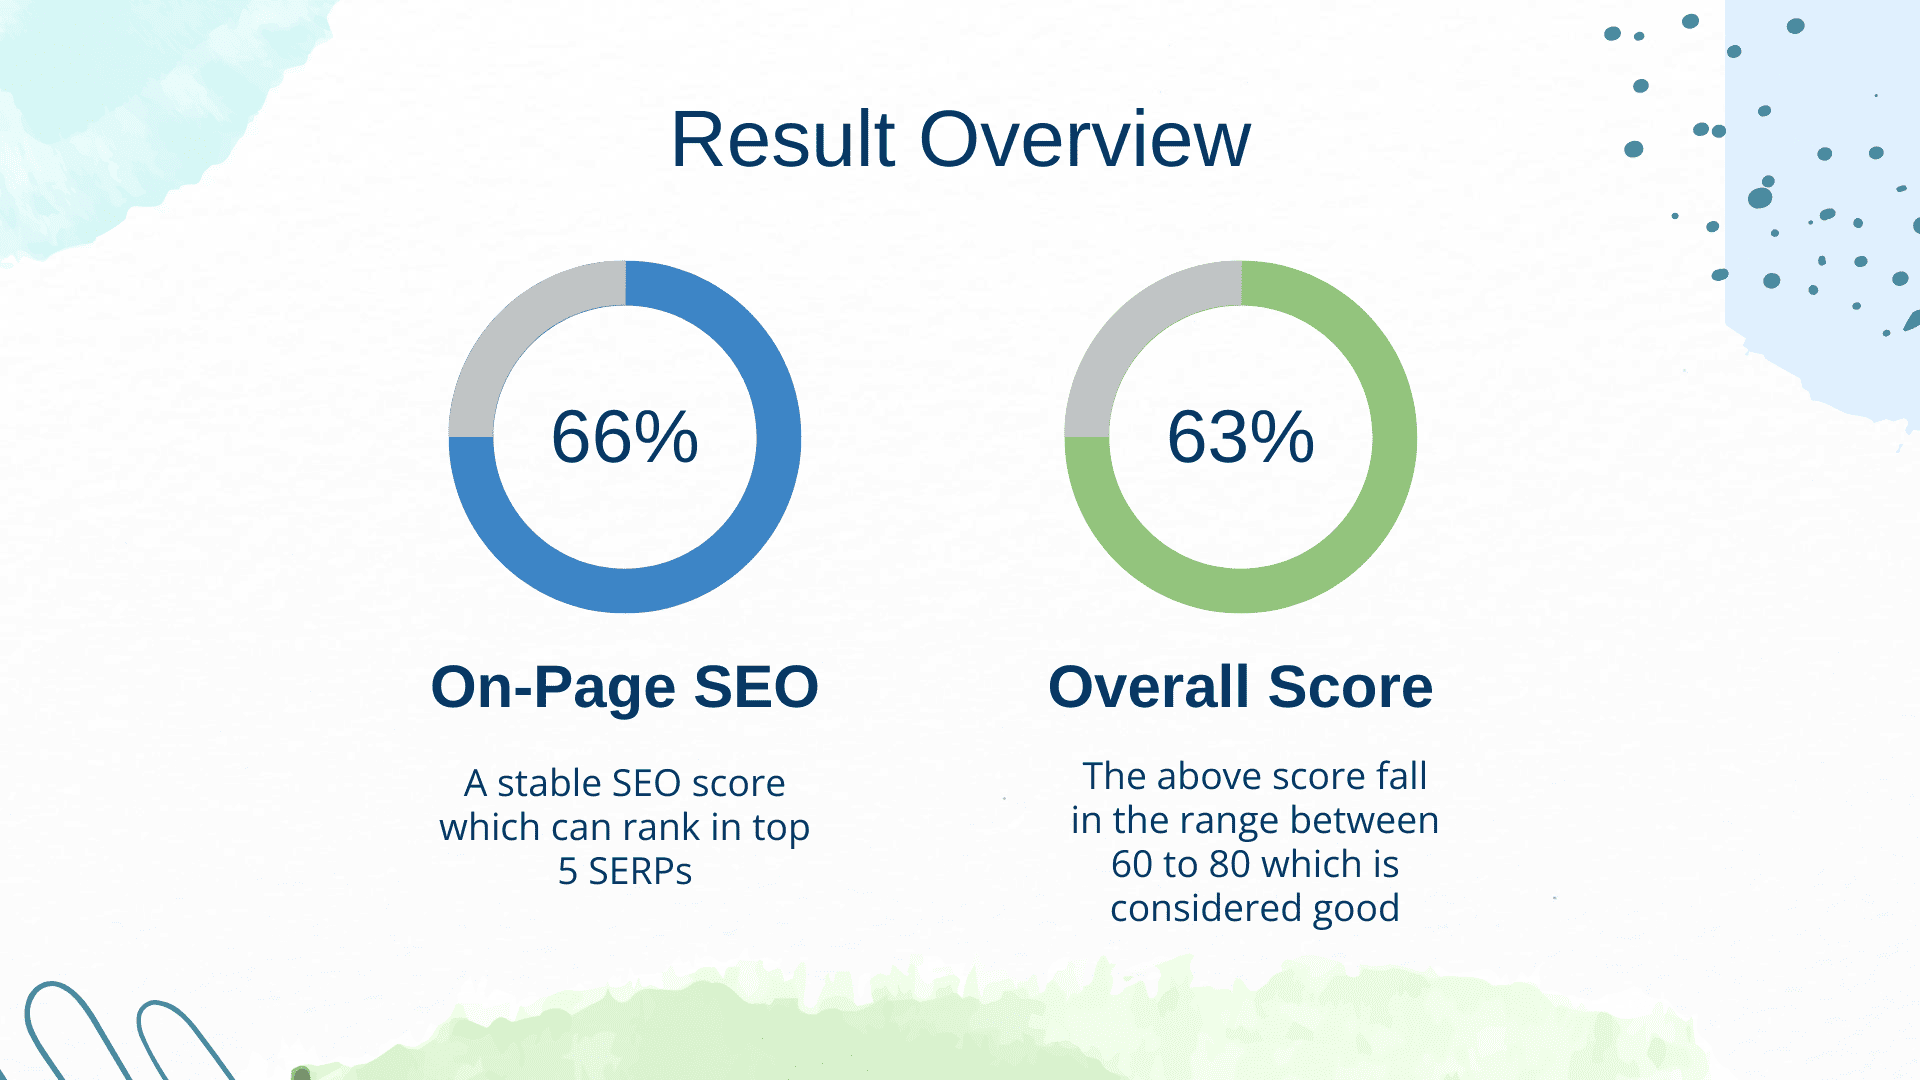 Result Overview
66%
On-Page SEO
A stable SEO score
which can rank in top
5 SERPs
63%
Overall Score
The above score fall
in the range between
60 to 80 which is
considered good